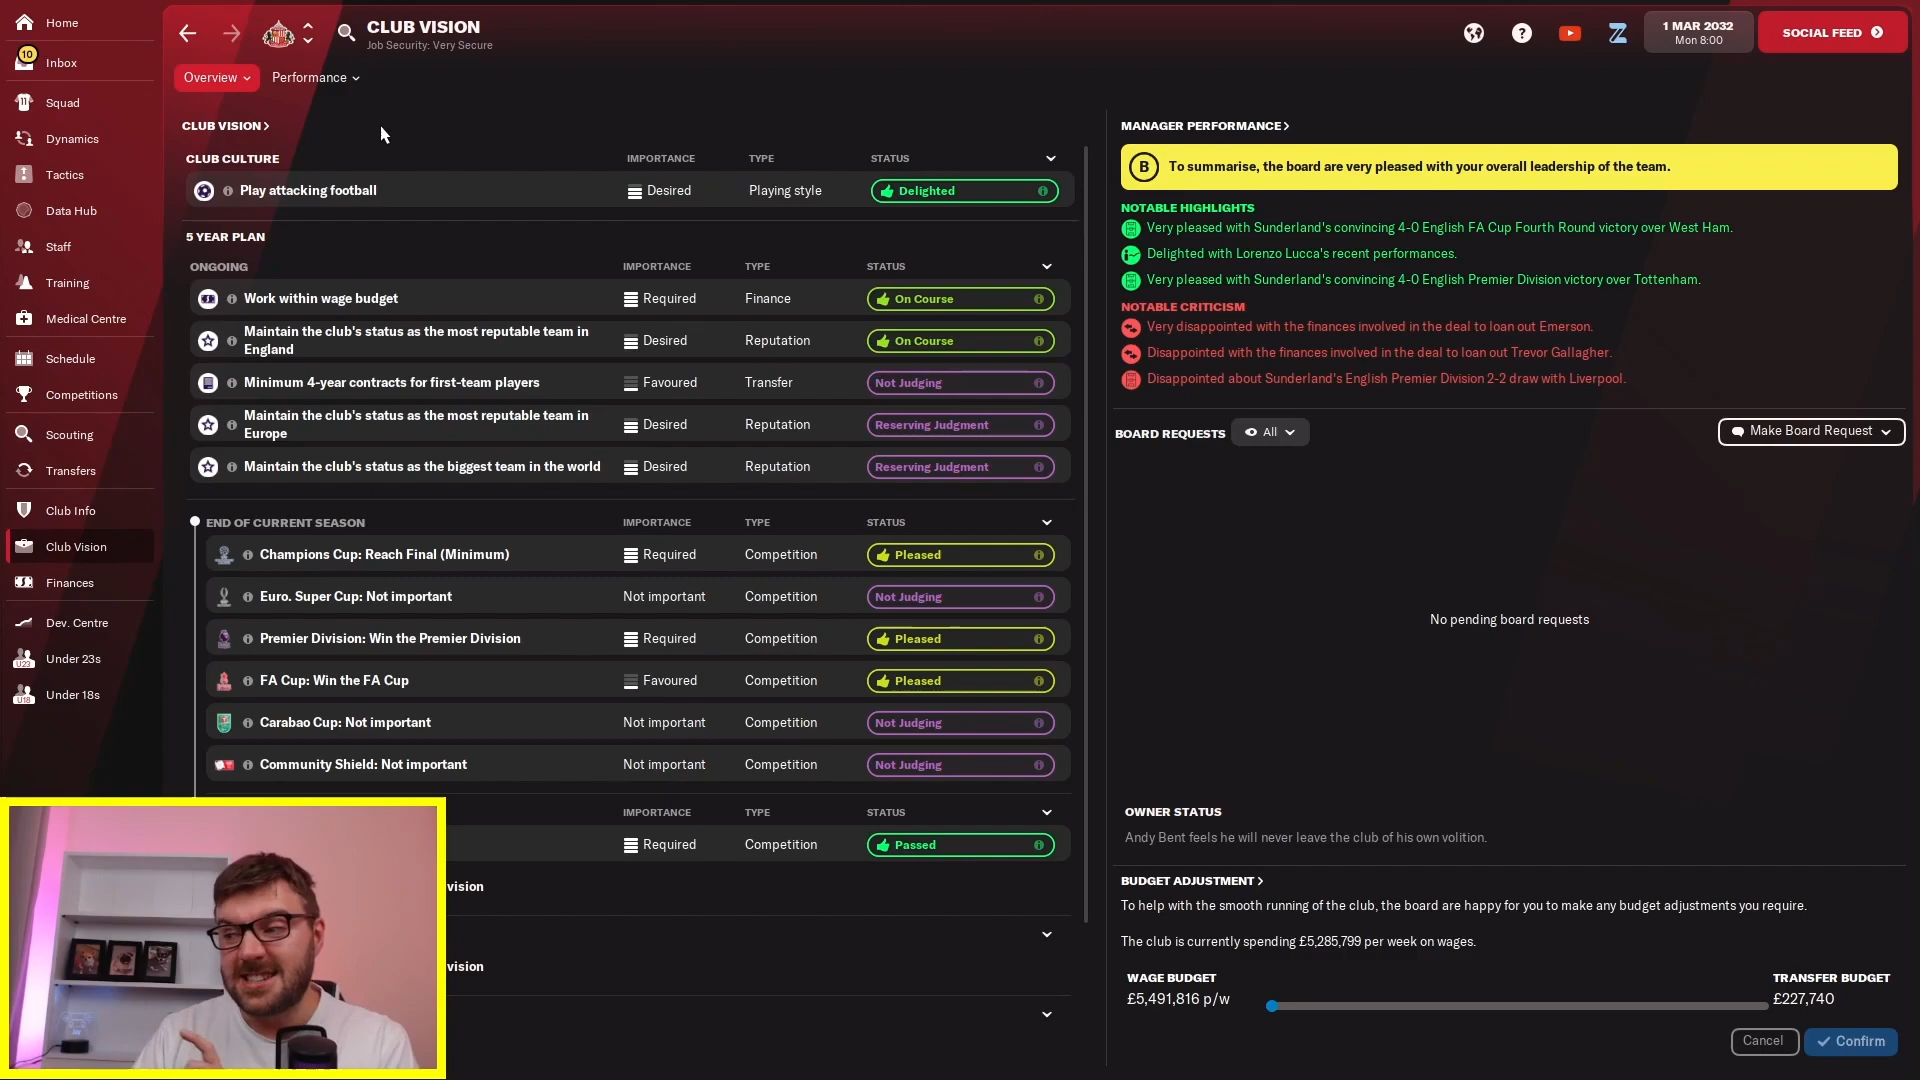 Home
10
Inbox
Squad
Dynamics
Tactics
Data Hub
Staff
Training
Medical Centre
Schedule
Competitions
Scouting
Transfers
Club Info
Club Vision
Finances
Dev. Centre
U23
Under 23s
U18
Under 18s
CLUB VISION
Job Security: Very Secure
1 MAR 2032
Mon 8:00
SOCIAL FEED
Overview
Performance
CLUB VISION
CLUB CULTURE IMPORTANCE TYPE STATUS
Play attacking football Desired Playing style Delighted
5 YEAR PLAN
ONGOING IMPORTANCE TYPE STATUS
Work within wage budget Required Finance On Course
Maintain the club's status as the most reputable team in
England Desired Reputation On Course
Minimum 4-year contracts for first-team players Favoured Transfer Not Judging
Maintain the club's status as the most reputable team in
Europe Desired Reputation Reserving Judgment
Maintain the club's status as the biggest team in the world Desired Reputation Reserving Judgment
END OF CURRENT SEASON IMPORTANCE TYPE STATUS
Champions Cup: Reach Final (Minimum) Required Competition Pleased
Euro. Super Cup: Not important Not important Competition Not Judging
Premier Division: Win the Premier Division Required Competition Pleased
FA Cup: Win the FA Cup Favoured Competition Pleased
Carabao Cup: Not important Not important Competition Not Judging
Community Shield: Not important Not important Competition Not Judging
IMPORTANCE TYPE STATUS
Required Competition Passed
vision
vision
MANAGER PERFORMANCE
B To summarise, the board are very pleased with your overall leadership of the team.
NOTABLE HIGHLIGHTS
Very pleased with Sunderland's convincing 4-0 English FA Cup Fourth Round victory over West Ham.
Delighted with Lorenzo Lucca's recent performances.
Very pleased with Sunderland's convincing 4-0 English Premier Division victory over Tottenham.
NOTABLE CRITICISM
Very disappointed with the finances involved in the deal to loan out Emerson.
Disappointed with the finances involved in the deal to loan out Trevor Gallagher.
Disappointed about Sunderland's English Premier Division 2-2 draw with Liverpool.
BOARD REQUESTS All Make Board Request
No pending board requests
OWNER STATUS
Andy Bent feels he will never leave the club of his own volition.
BUDGET ADJUSTMENT
To help with the smooth running of the club, the board are happy for you to make any budget adjustments you require.
The club is currently spending £5,285,799 per week on wages.
WAGE BUDGET TRANSFER BUDGET
£5,491,816 p/w £227,740
Cancel Confirm